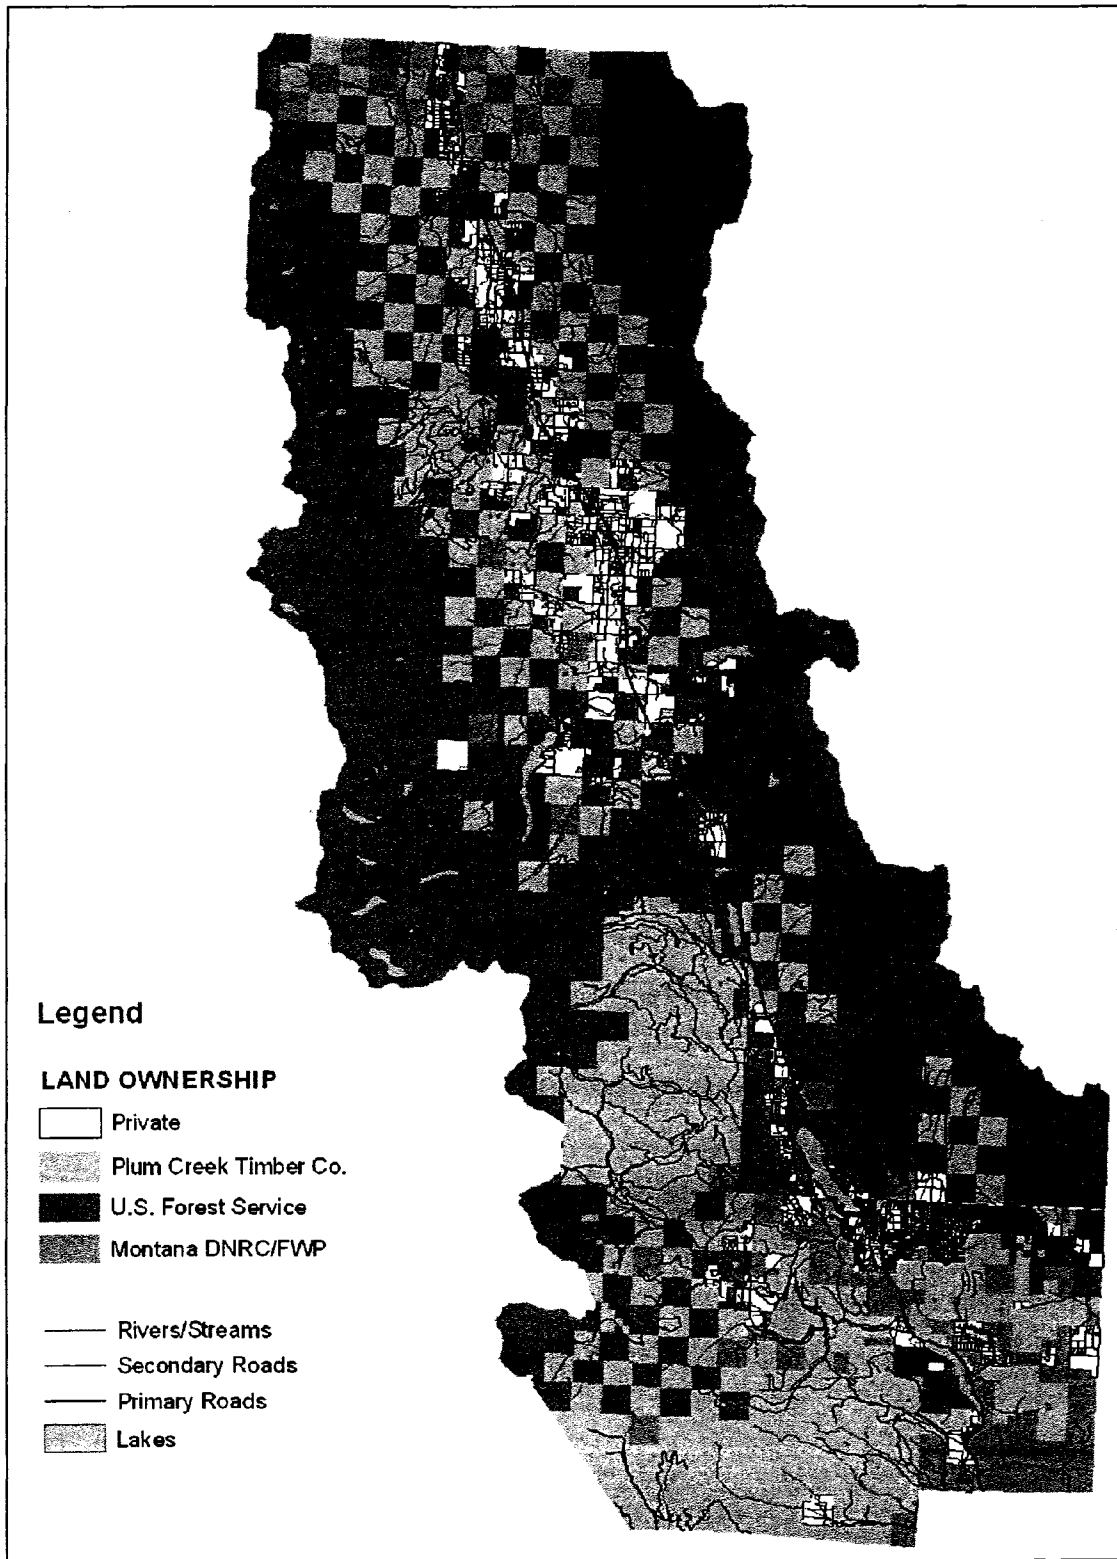 Legend
LAND OWNERSHIP
Private
Plum Creek Timber Co.
U.S. Forest Service
Montana DNRC/FWP
Rivers/Streams
Secondary Roads
Primary Roads
Lakes